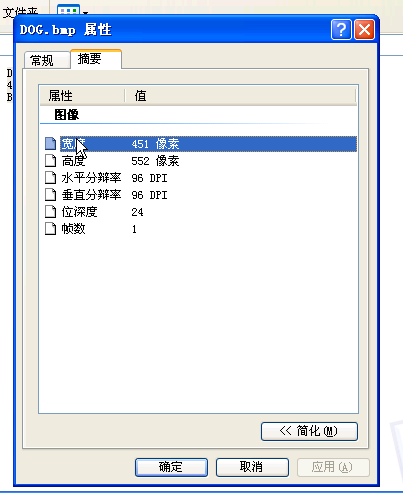 文件夹
DOG.bmp 属性
常规 摘要
D
4
B
属性 值
图像
宽度 451 像素
高度 552 像素
水平分辩率 96 DPI
垂直分辩率 96 DPI
位深度 24
帧数 1
<< 简化(M)
确定 取消 应用(A)